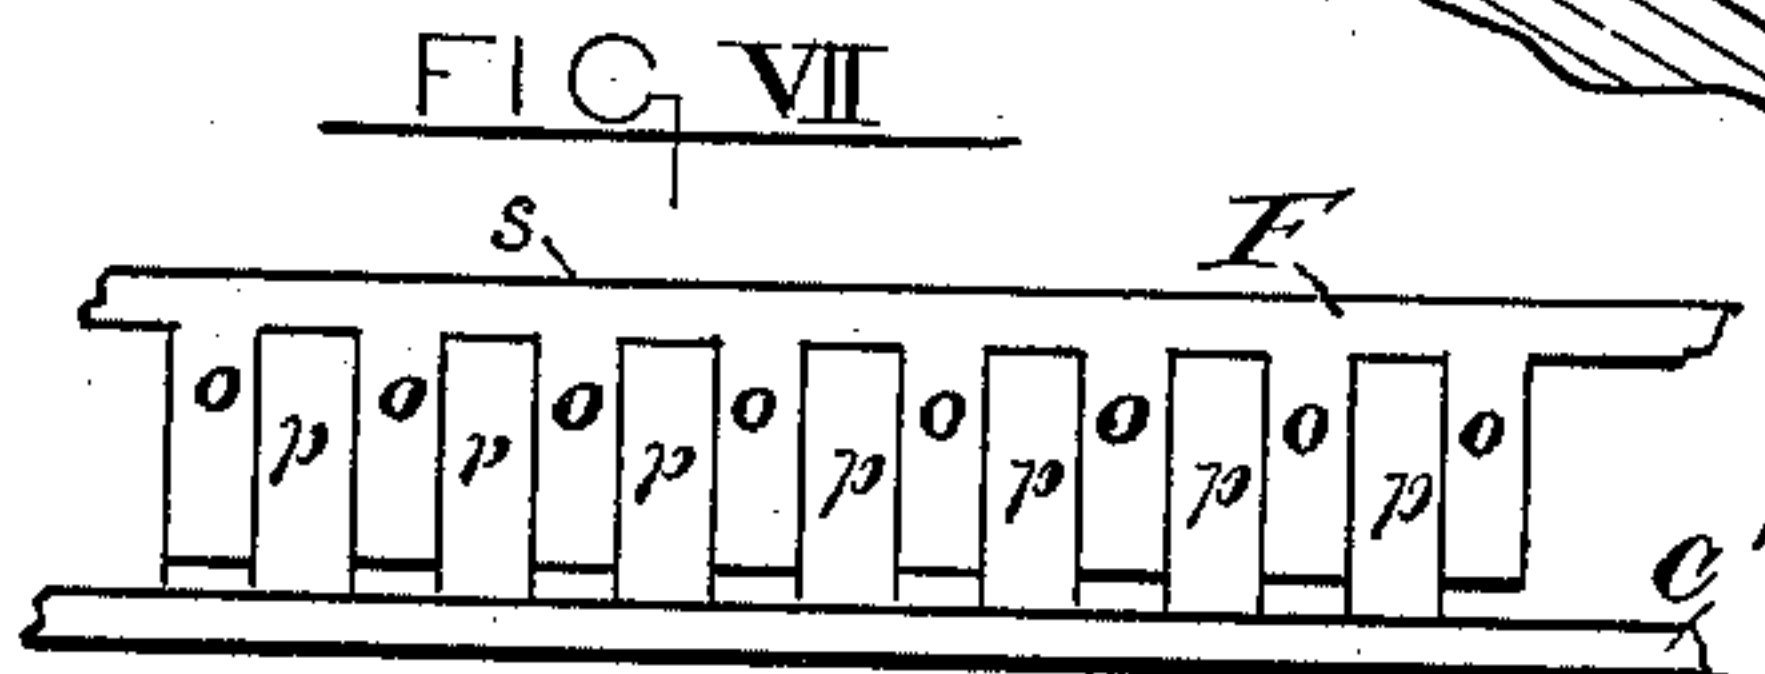 FIG VII
s F
o o o o o o o o
p p p p p p p
C'